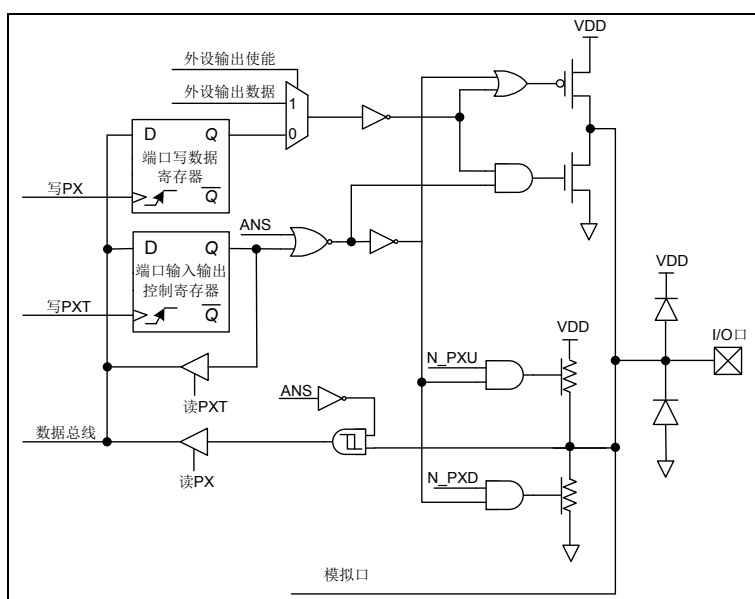 外设输出使能
VDD
外设输出数据
1
0
D
Q
端口写数据
寄存器
写PX
Q
ANS
D
Q
端口输入输出
控制寄存器
写PXT
Q
VDD
I/O口
VDD
N_PXU
读PXT
ANS
数据总线
读PX
N_PXD
模拟口